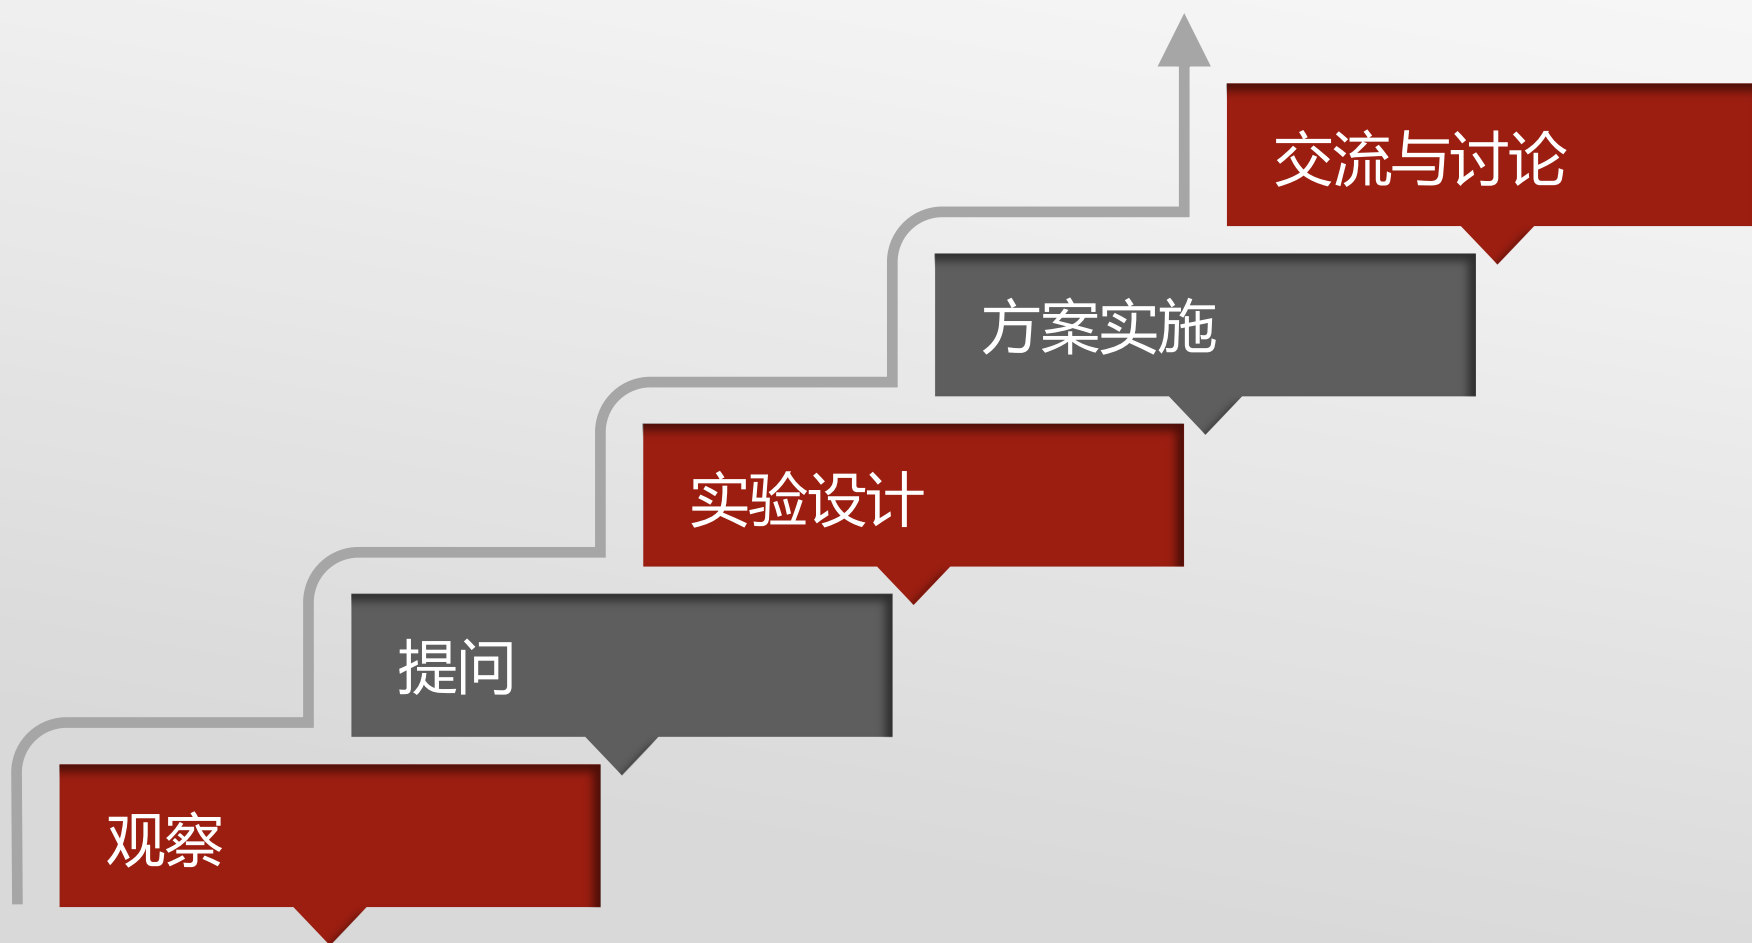 交流与讨论
方案实施
实验设计
提问
观察